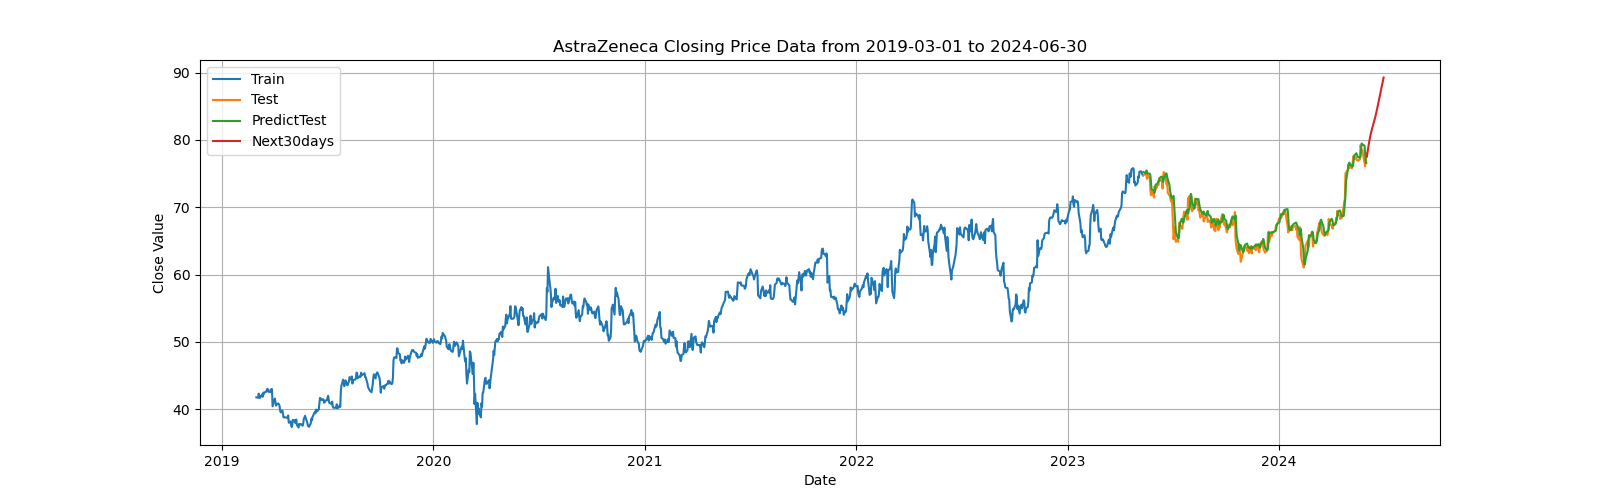 AstraZeneca Closing Price Data from 2019-03-01 to 2024-06-30
Train
Test
PredictTest
Next30days
Close Value
90
80
70
60
50
40
2019
2020
2021
2022
2023
2024
Date